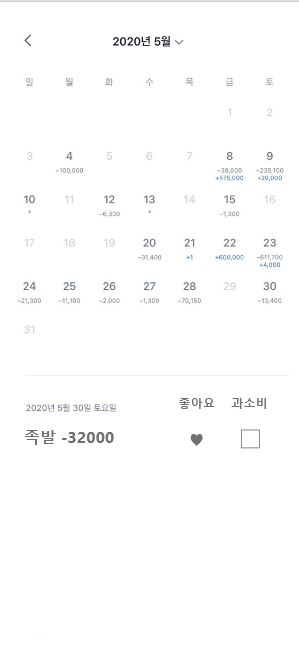 2020년 5월
일 월 화 수 목 금 토
1 2
3 4 5 6 7 8 9
-100,000 -38,000 -235,100
+575,000 +20,000
10 11 12 13 14 15 16
* -6,300 * -1,300
17 18 19 20 21 22 23
-31,400 +1 +600,000 -611,700
+4,000
24 25 26 27 28 29 30
-21,300 -11,100 -2,000 -1,300 -70,150 -13,400
31
좋아요 과소비
2020년 5월 30일 토요일
족발 -32000